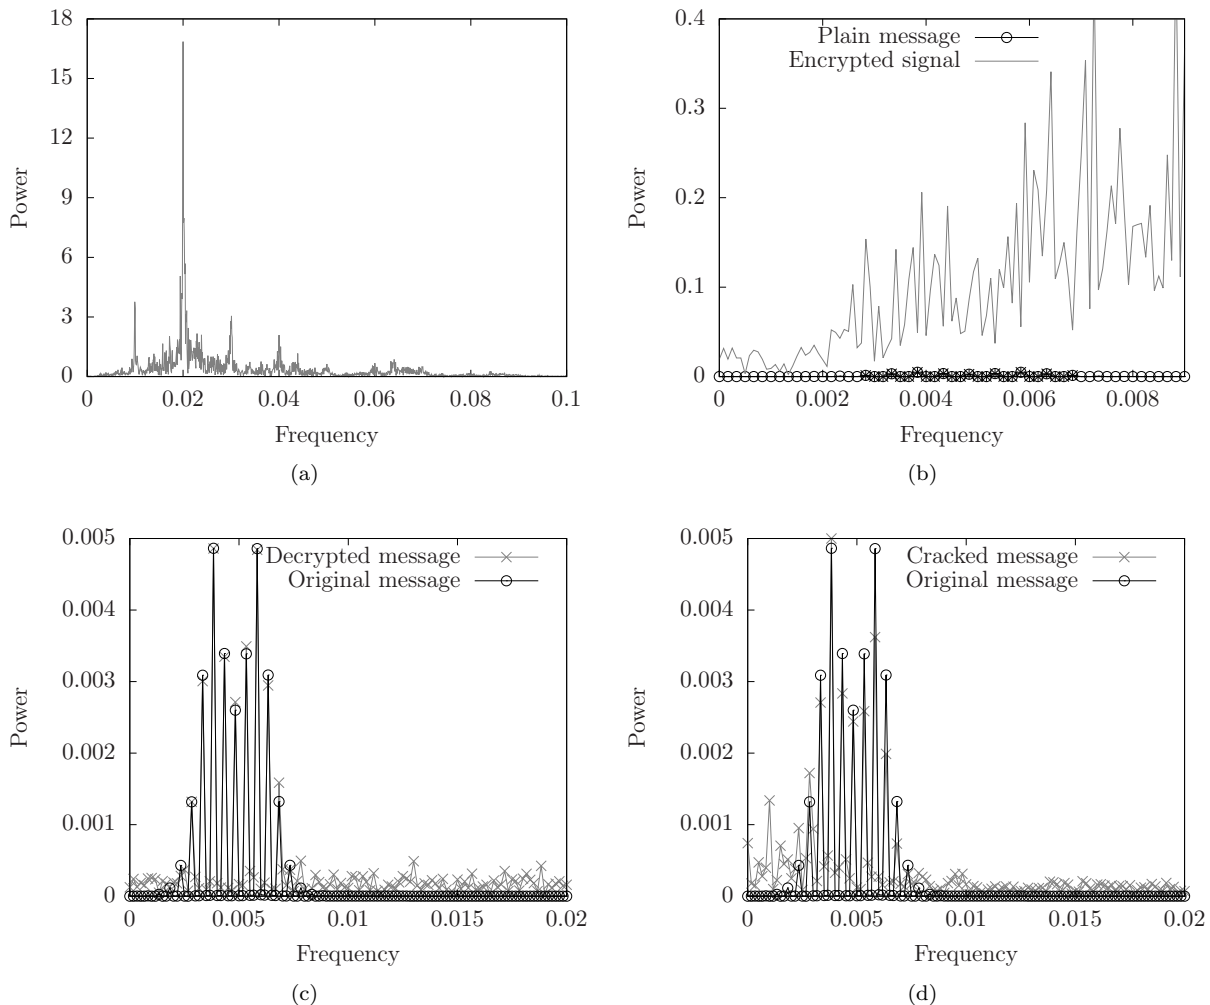 18
15
12
9
6
3
0
0 0.02 0.04 0.06 0.08 0.1
Power
Frequency
(a)
0.4
0.3
0.2
0.1
0
0 0.002 0.004 0.006 0.008
Plain message
Encrypted signal
Power
Frequency
(b)
0.005
0.004
0.003
0.002
0.001
0
0 0.005 0.01 0.015 0.02
Decrypted message
Original message
Power
Frequency
(c)
0.005
0.004
0.003
0.002
0.001
0
0 0.005 0.01 0.015 0.02
Cracked message
Original message
Power
Frequency
(d)